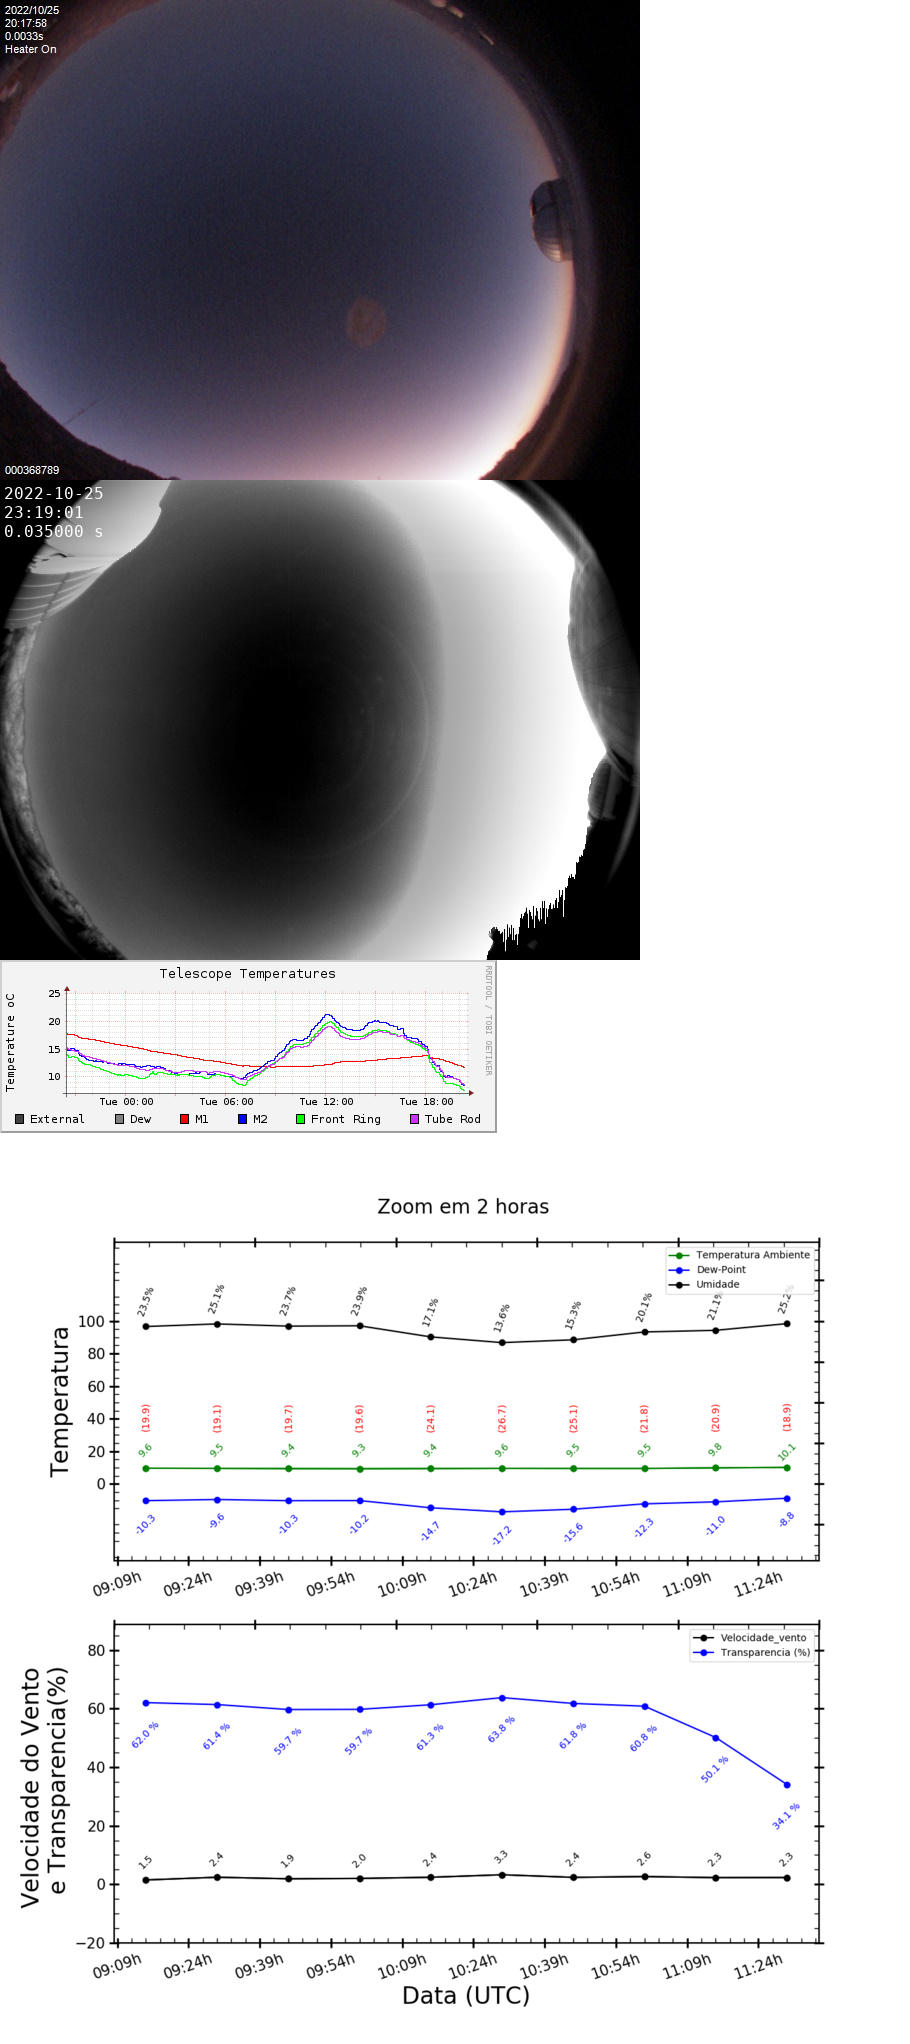 2022/10/25
20:17:58
0.0033s
Heater On
000368789
2022-10-25
23:19:01
0.035000 s
Telescope Temperatures
RRDTOOL / TOBI OETIKER
Temperature oC
25
20
15
10
Tue 00:00 Tue 06:00 Tue 12:00 Tue 18:00
External Dew M1 M2 Front Ring Tube Rod
Zoom em 2 horas
Temperatura Ambiente
Dew-Point
Umidade
23.5% 25.1% 23.7% 23.9% 17.1% 13.6% 15.3% 20.1% 21.1% 25.2%
Temperatura
100
80
60
40
20
0
(19.9) (19.1) (19.7) (19.6) (24.1) (26.7) (25.1) (21.8) (20.9) (18.9)
9.6 9.5 9.4 9.3 9.4 9.6 9.5 9.5 9.8 10.1
-10.3 -9.6 -10.3 -10.2 -14.7 -17.2 -15.6 -12.3 -11.0 -8.8
09:09h 09:24h 09:39h 09:54h 10:09h 10:24h 10:39h 10:54h 11:09h 11:24h
Velocidade_vento
Transparencia (%)
Velocidade do Vento
e Transparencia(%)
80
60
40
20
0
−20
62.0 % 61.4 % 59.7 % 59.7 % 61.3 % 63.8 % 61.8 % 60.8 % 50.1 % 34.1 %
1.5 2.4 1.9 2.0 2.4 3.3 2.4 2.6 2.3 2.3
09:09h 09:24h 09:39h 09:54h 10:09h 10:24h 10:39h 10:54h 11:09h 11:24h
Data (UTC)